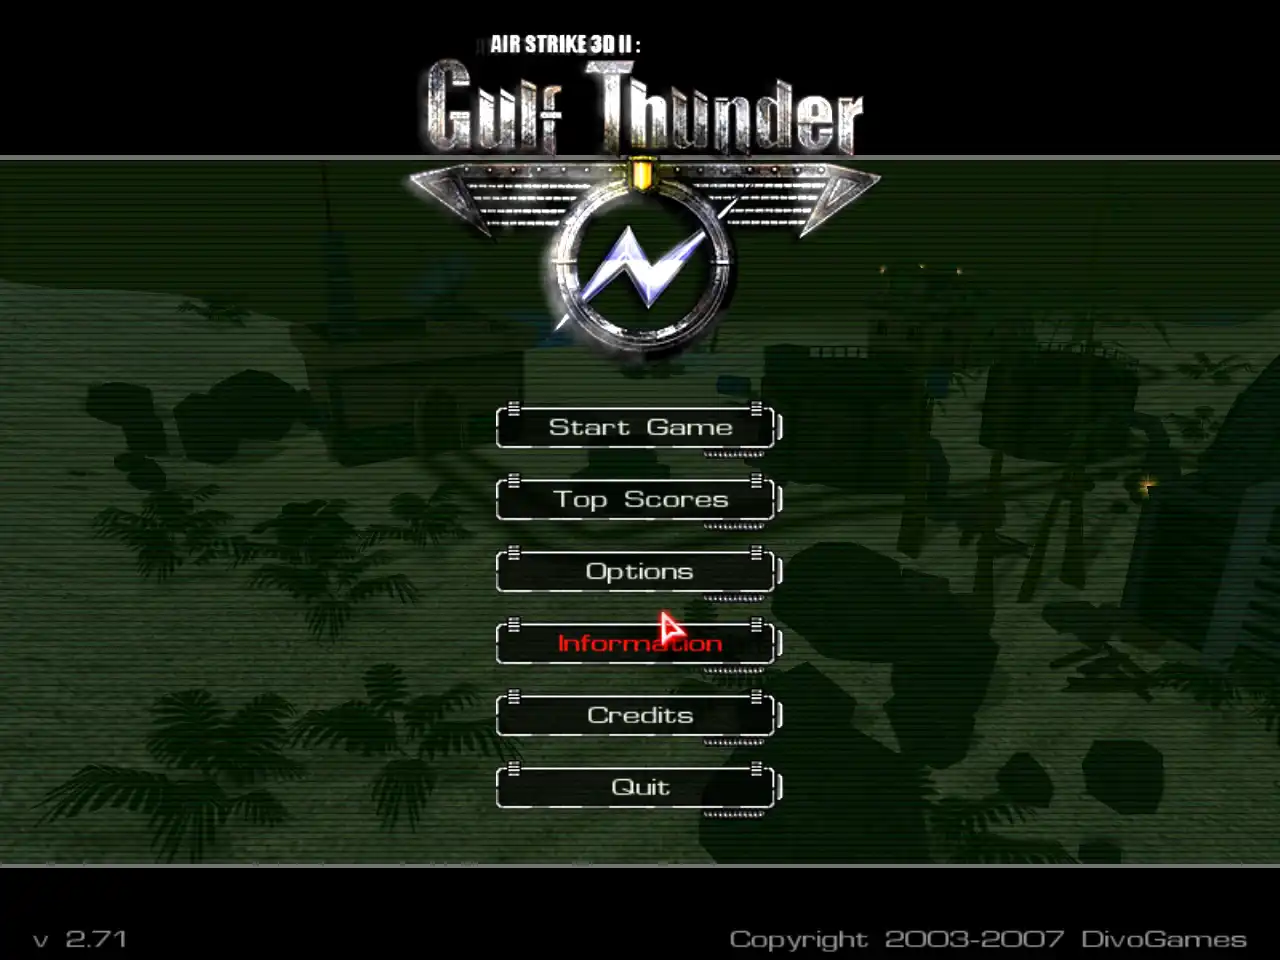 AIR STRIKE 3D II :
Gulf Thunder
Start Game
Top Scores
Options
Information
Credits
Quit
v 2.71
Copyright 2003-2007 DivoGames